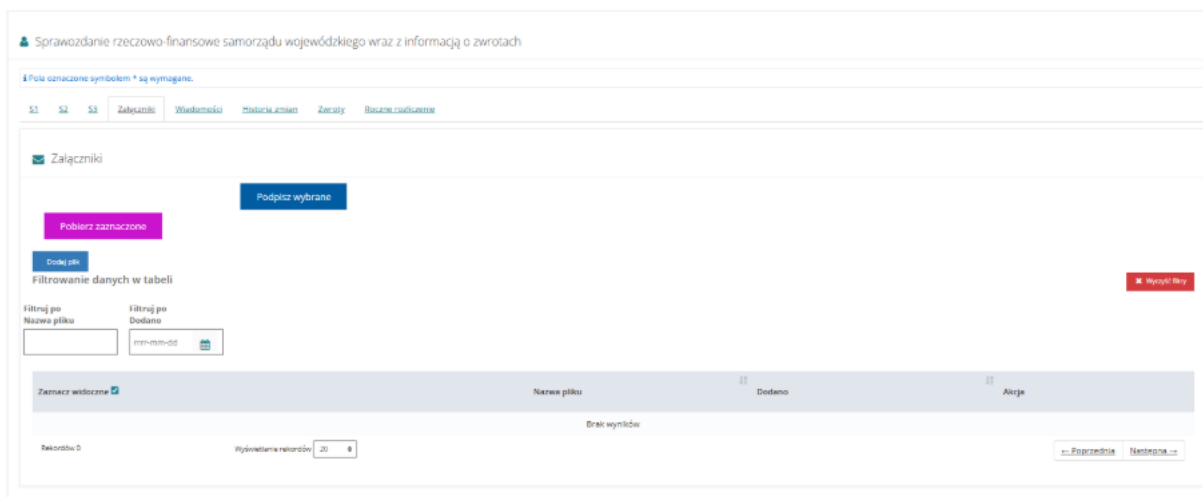 Sprawozdanie rzeczowo-finansowe samorządu wojewódzkiego wraz z informacją o zwrotach
Pola oznaczone symbolem * są wymagane.
S1 S2 S3 Załączniki Wiadomości Historia zmian Zwroty Roczne rozliczenie
Załączniki
Podpisz wybrane
Pobierz zaznaczone
Dodaj plik
Filtrowanie danych w tabeli
Wyczyść filtry
Filtruj po Filtruj po
Nazwa pliku Dodano
rrrr-mm-dd
Zaznacz widoczne Nazwa pliku Dodano Akcje
Brak wyników
Rekordów 0 Wyświetlanie rekordów 20 ← Poprzednia Następna →